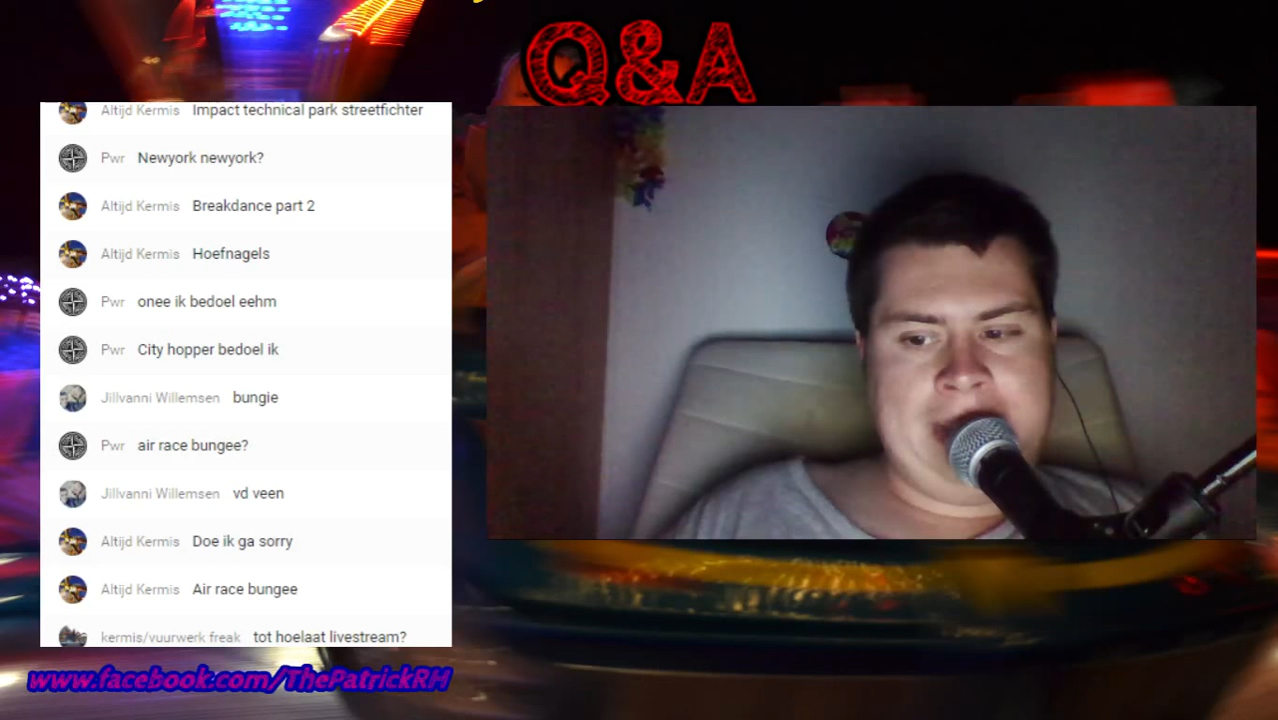 Q&A
Altijd Kermis Impact technical park streetfichter
Pwr Newyork newyork?
Altijd Kermis Breakdance part 2
Altijd Kermis Hoefnagels
Pwr onee ik bedoel eehm
Pwr City hopper bedoel ik
Jillvanni Willemsen bungie
Pwr air race bungee?
Jillvanni Willemsen vd veen
Altijd Kermis Doe ik ga sorry
Altijd Kermis Air race bungee
kermis/vuurwerk freak tot hoelaat livestream?
www.facebook.com/ThePatrickRH